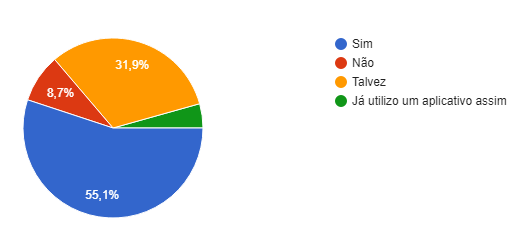 31,9%
8,7%
55,1%
Sim
Não
Talvez
Já utilizo um aplicativo assim